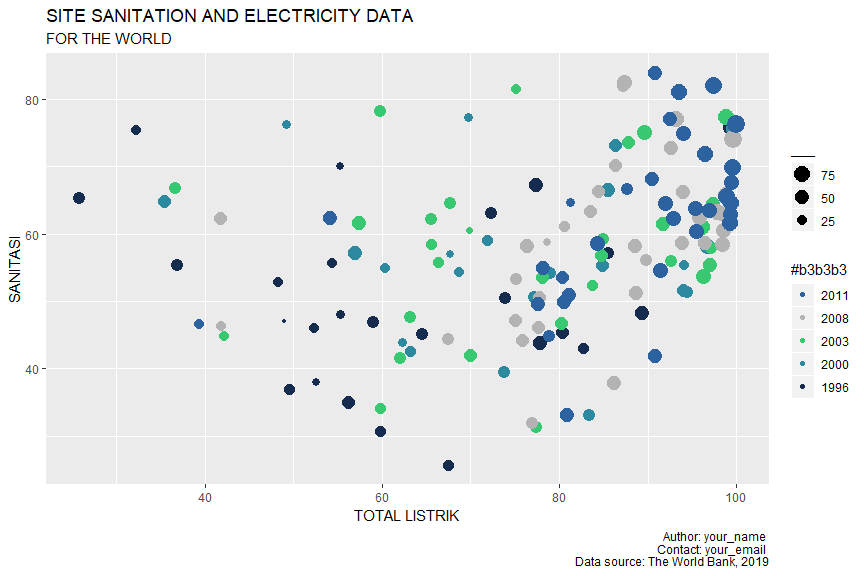 SITE SANITATION AND ELECTRICITY DATA
FOR THE WORLD
SANITASI
80
60
40
40
60
80
100
TOTAL LISTRIK
75
50
25
#b3b3b3
2011
2008
2003
2000
1996
Author: your_name
Contact: your_email
Data source: The World Bank, 2019